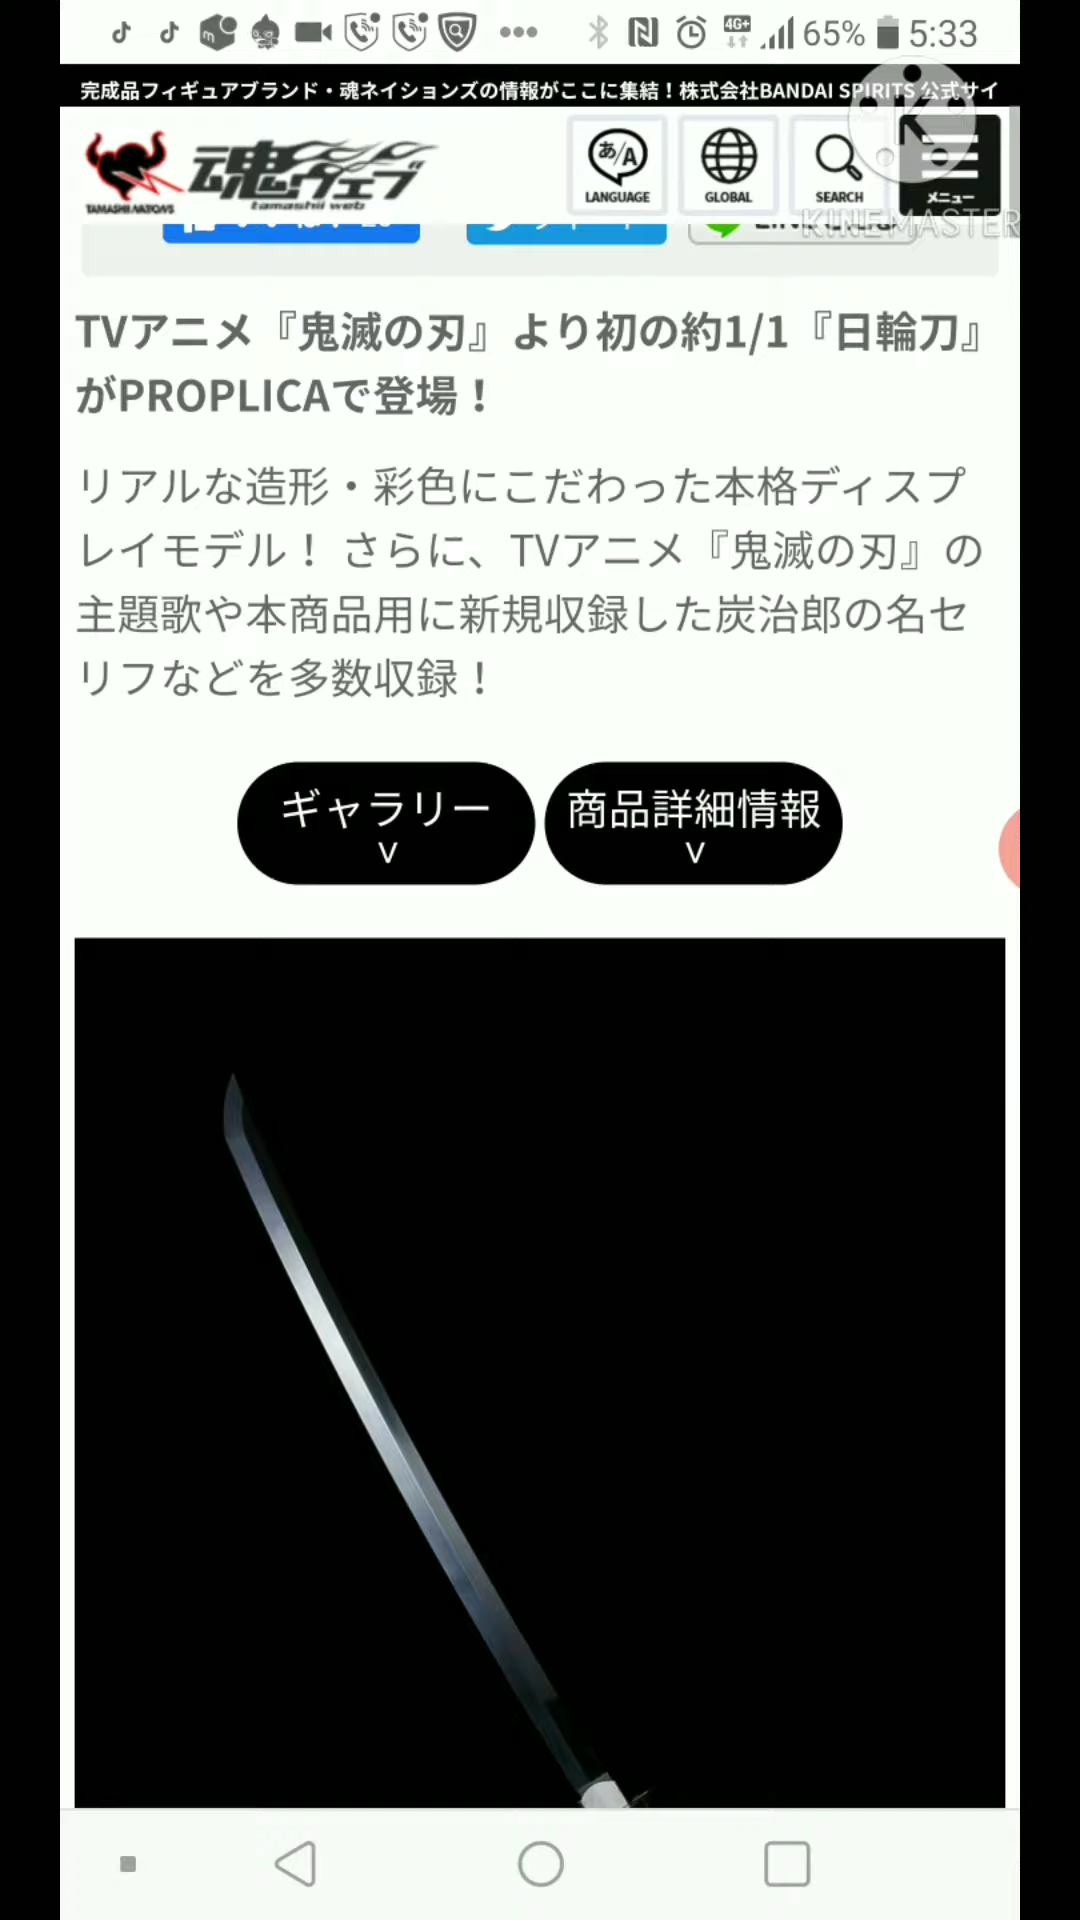 65% 5:33
完成品フィギュアブランド・魂ネイションズの情報がここに集結！株式会社BANDAI SPIRITS 公式サイ
TAMASHII NATIONS
魂ウェブ
tamashii web
あ/A
LANGUAGE
GLOBAL
SEARCH
メニュー
KINEMASTER
TVアニメ『鬼滅の刃』より初の約1/1『日輪刀』
がPROPLICAで登場！
リアルな造形・彩色にこだわった本格ディスプ
レイモデル！ さらに、TVアニメ『鬼滅の刃』の
主題歌や本商品用に新規収録した炭治郎の名セ
リフなどを多数収録！
ギャラリー
商品詳細情報